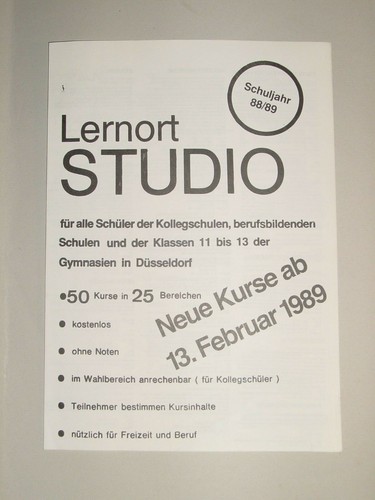 Schuljahr
88/89
Lernort
STUDIO
für alle Schüler der Kollegschulen, berufsbildenden
Schulen und der Klassen 11 bis 13 der
Gymnasien in Düsseldorf
Neue Kurse ab
13. Februar 1989
● 50 Kurse in 25 Bereichen
● kostenlos
● ohne Noten
● im Wahlbereich anrechenbar ( für Kollegschüler )
● Teilnehmer bestimmen Kursinhalte
● nützlich für Freizeit und Beruf